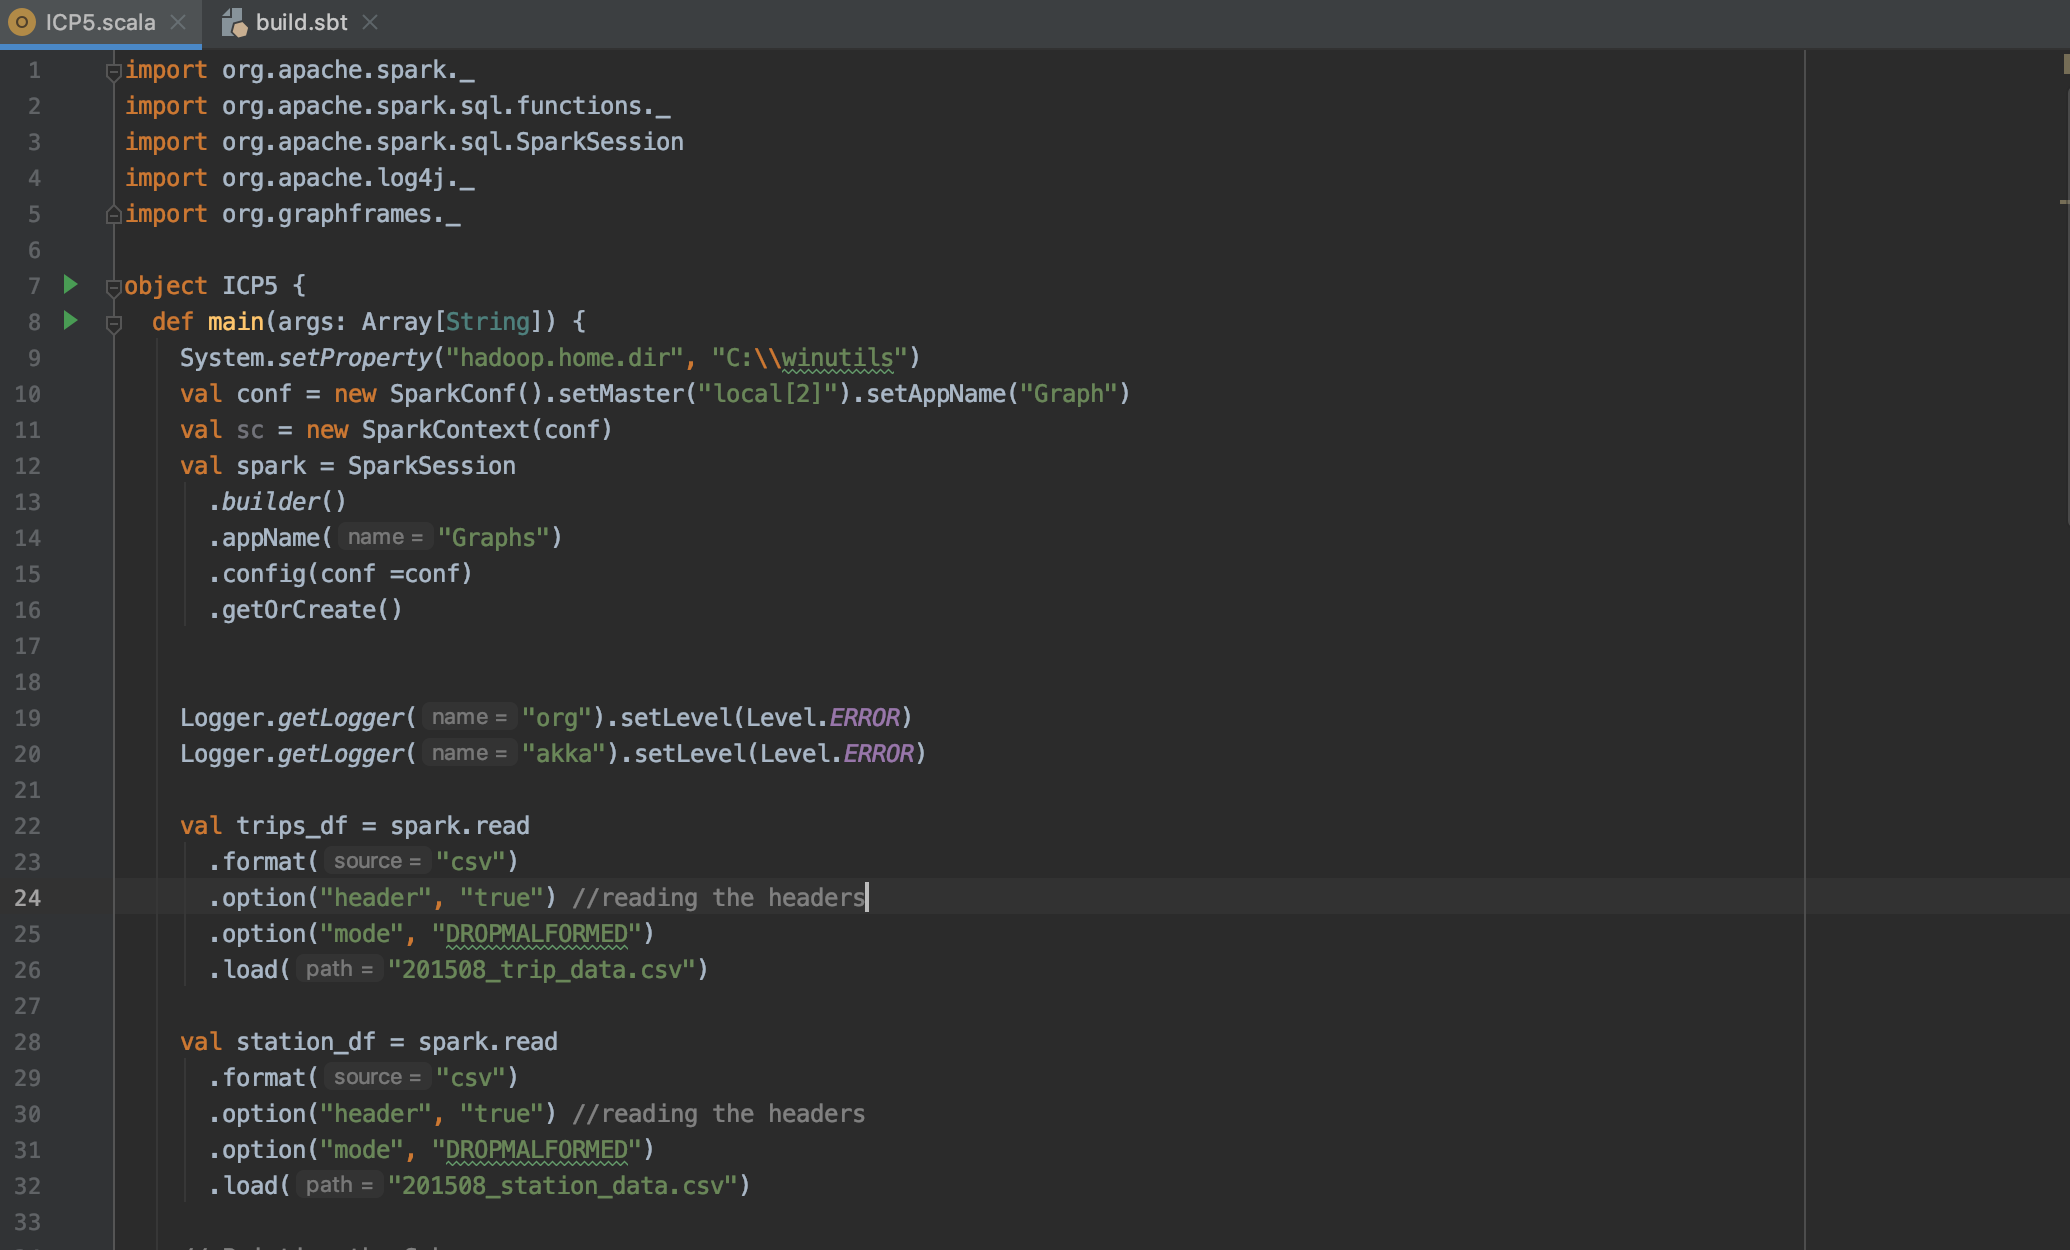 ICP5.scala build.sbt
1 import org.apache.spark._
2 import org.apache.spark.sql.functions._
3 import org.apache.spark.sql.SparkSession
4 import org.apache.log4j._
5 import org.graphframes._
6
7 object ICP5 {
8 def main(args: Array[String]) {
9 System.setProperty("hadoop.home.dir", "C:\\winutils")
10 val conf = new SparkConf().setMaster("local[2]").setAppName("Graph")
11 val sc = new SparkContext(conf)
12 val spark = SparkSession
13 .builder()
14 .appName( name = "Graphs")
15 .config(conf =conf)
16 .getOrCreate()
17
18
19 Logger.getLogger( name = "org").setLevel(Level.ERROR)
20 Logger.getLogger( name = "akka").setLevel(Level.ERROR)
21
22 val trips_df = spark.read
23 .format( source = "csv")
24 .option("header", "true") //reading the headers
25 .option("mode", "DROPMALFORMED")
26 .load( path = "201508_trip_data.csv")
27
28 val station_df = spark.read
29 .format( source = "csv")
30 .option("header", "true") //reading the headers
31 .option("mode", "DROPMALFORMED")
32 .load( path = "201508_station_data.csv")
33